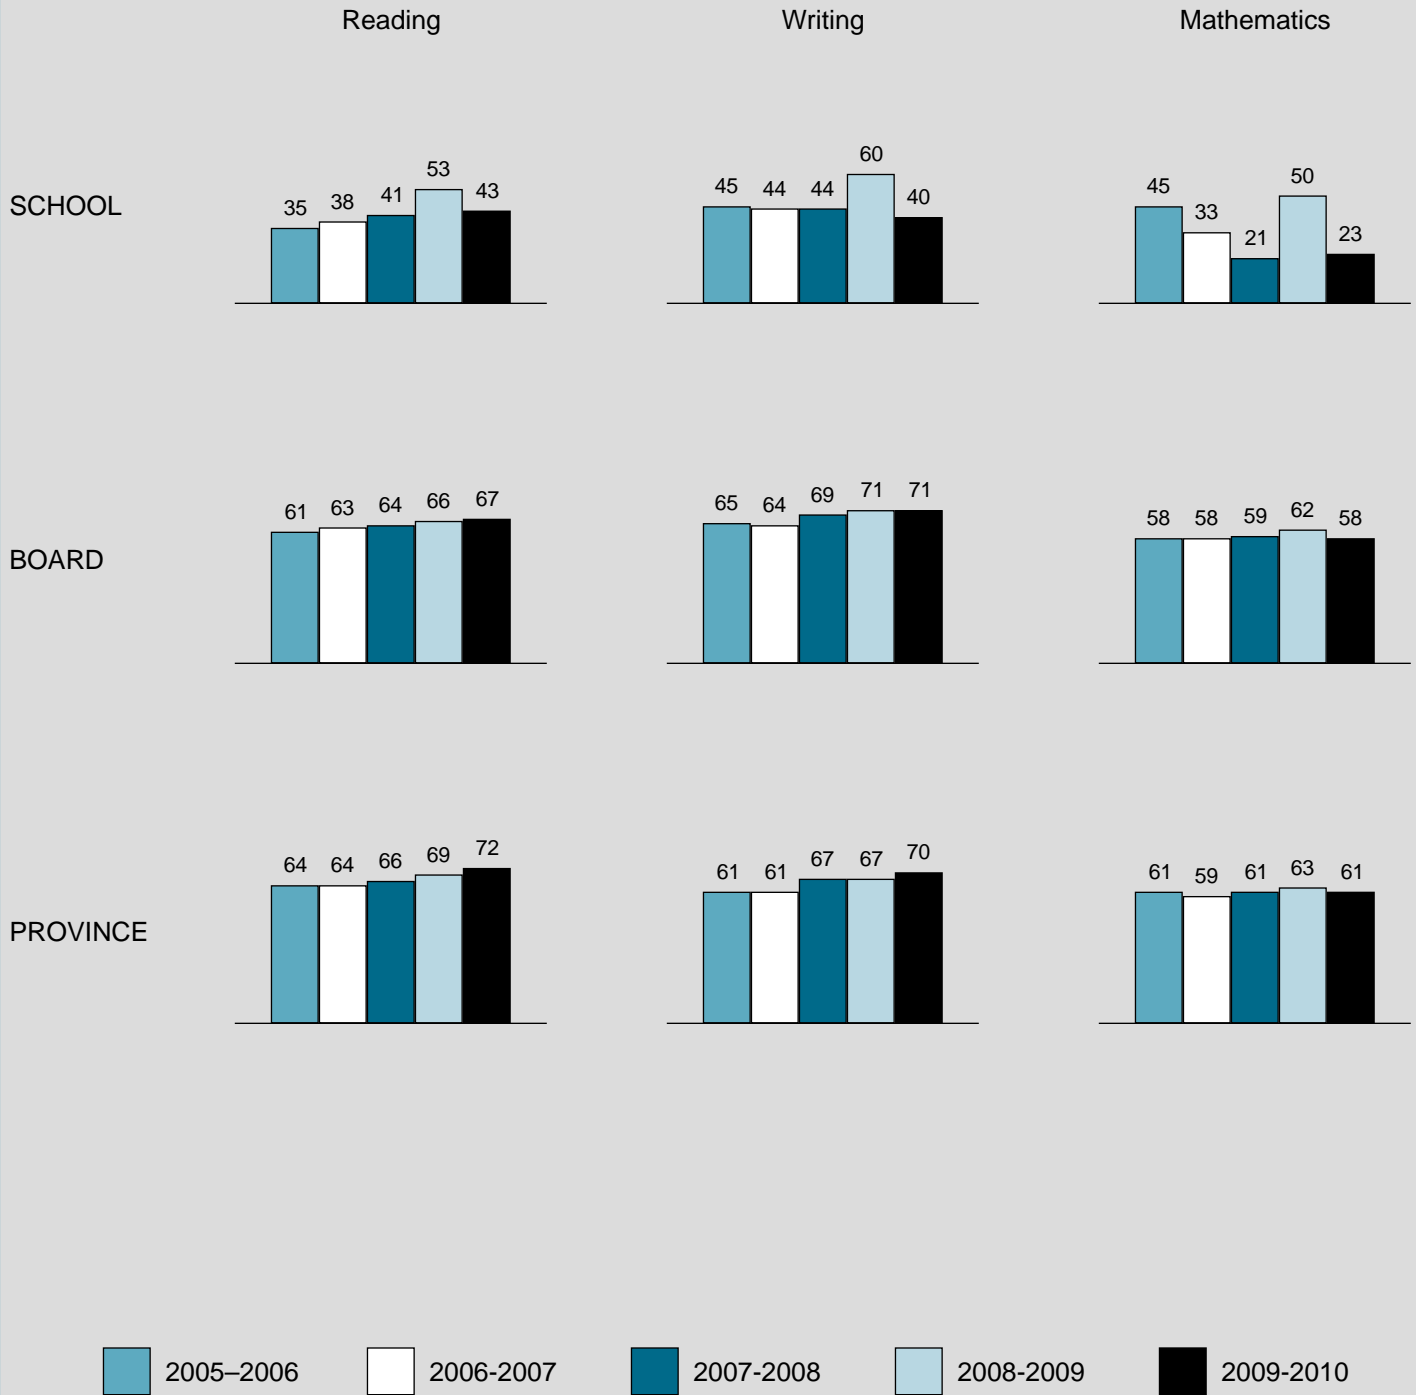 Reading Writing Mathematics
SCHOOL
35 38 41 53 43
45 44 44 60 40
45 33 21 50 23
BOARD
61 63 64 66 67
65 64 69 71 71
58 58 59 62 58
PROVINCE
64 64 66 69 72
61 61 67 67 70
61 59 61 63 61
2005–2006 2006-2007 2007-2008 2008-2009 2009-2010